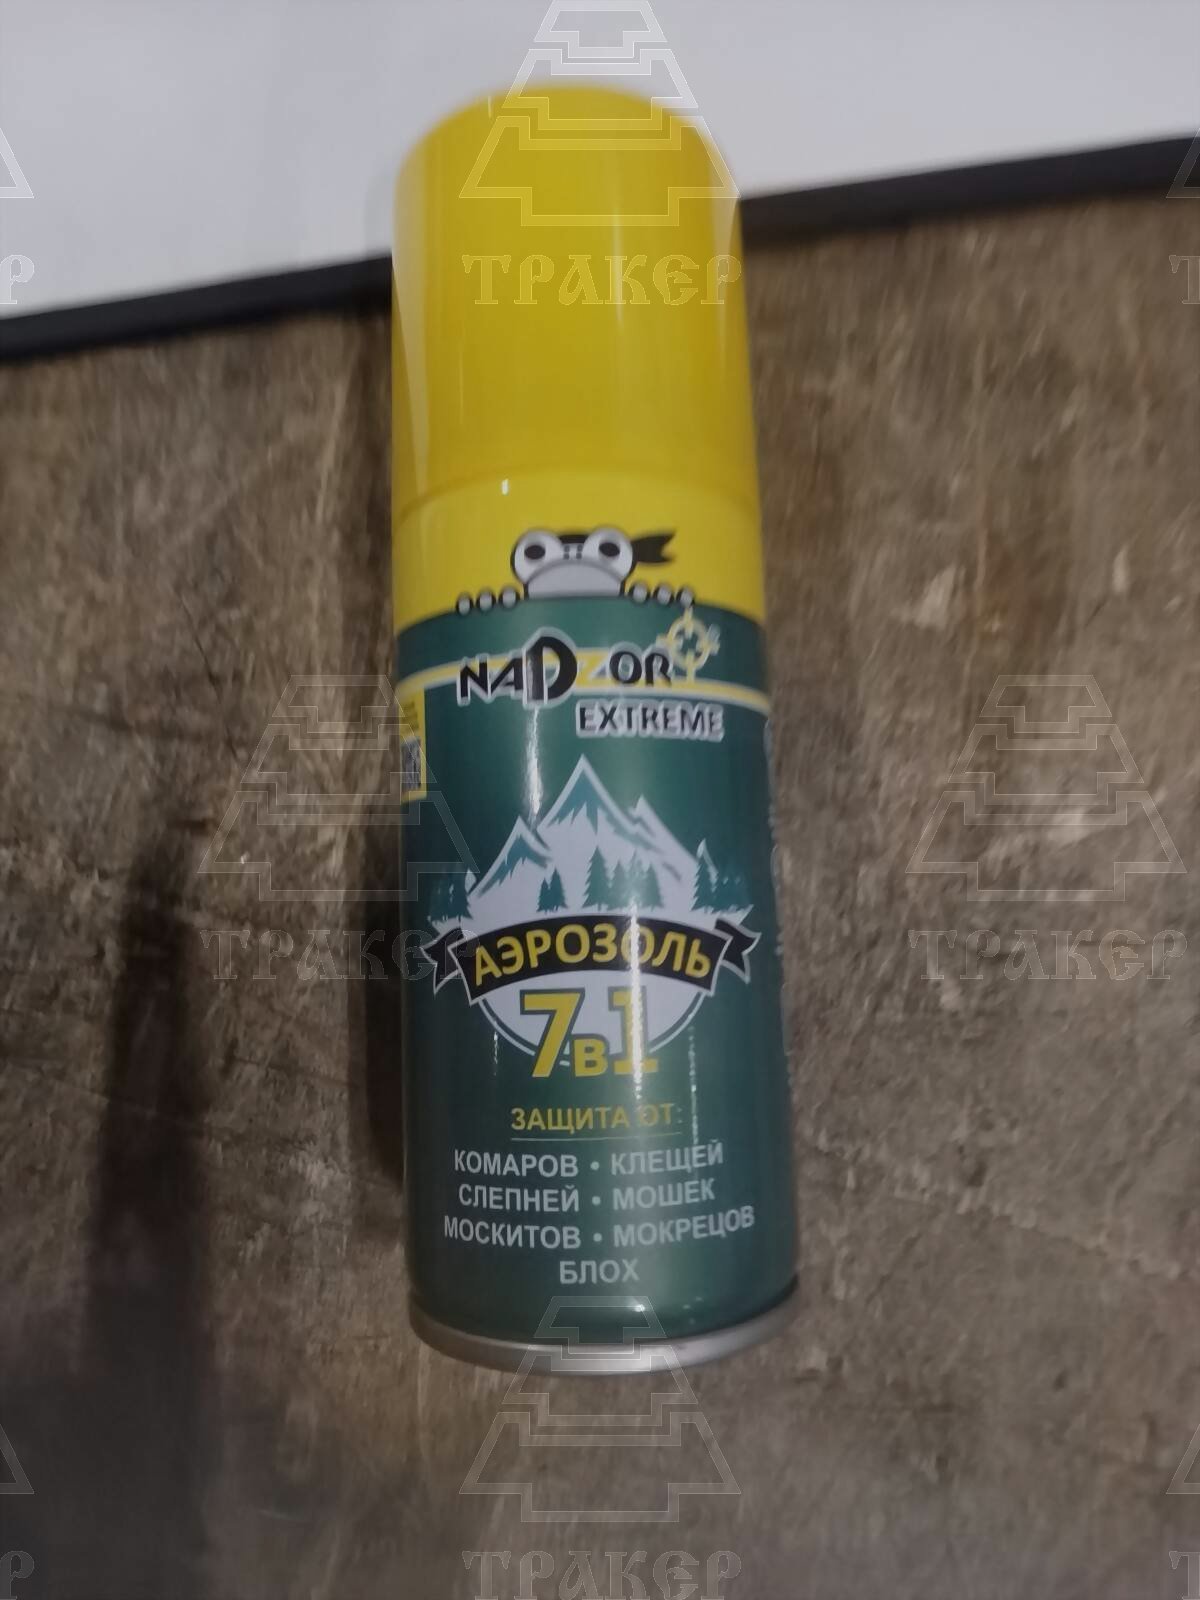 ТРАКЕР
NADZOR
EXTREME
ТРАКЕР
ТРАКЕР
АЭРОЗОЛЬ
7в1
ЗАЩИТА ОТ:
КОМАРОВ • КЛЕЩЕЙ
СЛЕПНЕЙ • МОШЕК
МОСКИТОВ • МОКРЕЦОВ
БЛОХ
ТРАКЕР